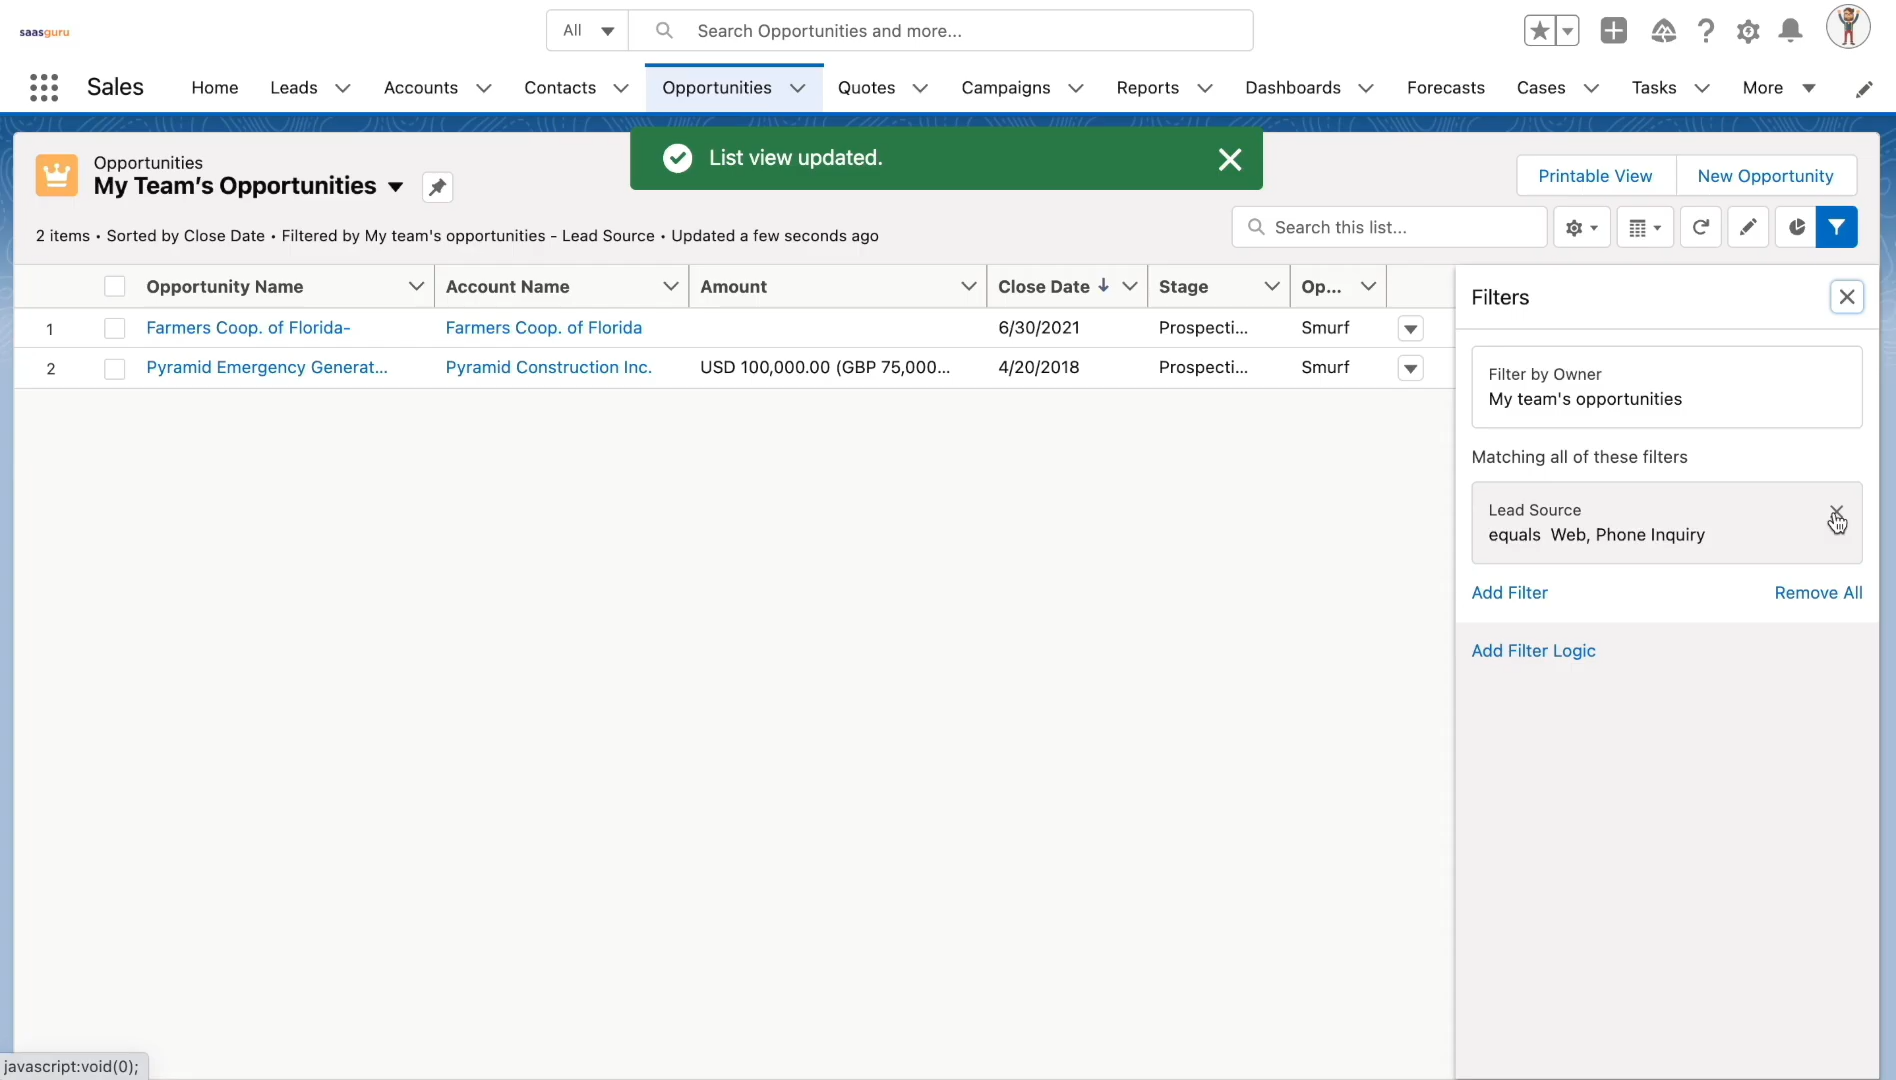 saasguru
All
Search Opportunities and more...
Sales
Home
Leads
Accounts
Contacts
Opportunities
Quotes
Campaigns
Reports
Dashboards
Forecasts
Cases
Tasks
More
List view updated.
Opportunities
My Team's Opportunities
Printable View
New Opportunity
2 items • Sorted by Close Date • Filtered by My team's opportunities - Lead Source • Updated a few seconds ago
Search this list...
Opportunity Name
Account Name
Amount
Close Date
Stage
Op...
1
Farmers Coop. of Florida-
Farmers Coop. of Florida
6/30/2021
Prospecti...
Smurf
2
Pyramid Emergency Generat...
Pyramid Construction Inc.
USD 100,000.00 (GBP 75,000...
4/20/2018
Prospecti...
Smurf
Filters
Filter by Owner
My team's opportunities
Matching all of these filters
Lead Source
equals Web, Phone Inquiry
Add Filter
Remove All
Add Filter Logic
javascript:void(0);